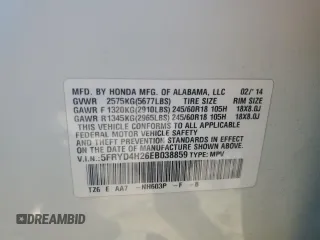 MFD. BY HONDA MFG. OF ALABAMA, LLC 02/'14
GVWR 2575KG(5677LBS) TIRE SIZE RIM SIZE
GAWR F 1320KG(2910LBS) 245/60R18 105H 18X8.0J
GAWR R 1345KG(2965LBS) 245/60R18 105H 18X8.0J
THIS VEHICLE CONFORMS TO ALL APPLICABLE
FEDERAL MOTOR VEHICLE SAFETY AND
THEFT PREVENTION STANDARDS IN EFFECT ON
THE DATE OF MANUFACTURE SHOWN ABOVE.
V.I.N.: 5FRYD4H26EB038859 TYPE: MPV
TZ6 E AA7 -NH603P -F -B
© AutoBidMaster